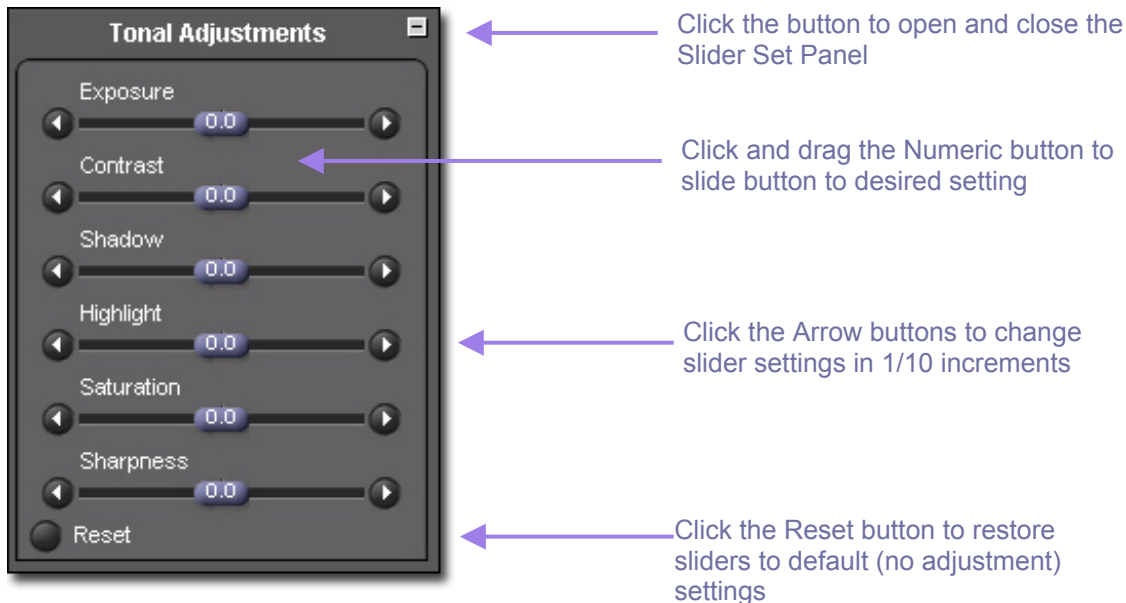 Tonal Adjustments
Click the button to open and close the
Slider Set Panel
Exposure
0.0
Contrast
0.0
Click and drag the Numeric button to
slide button to desired setting
Shadow
0.0
Highlight
0.0
Click the Arrow buttons to change
slider settings in 1/10 increments
Saturation
0.0
Sharpness
0.0
Reset
Click the Reset button to restore
sliders to default (no adjustment)
settings